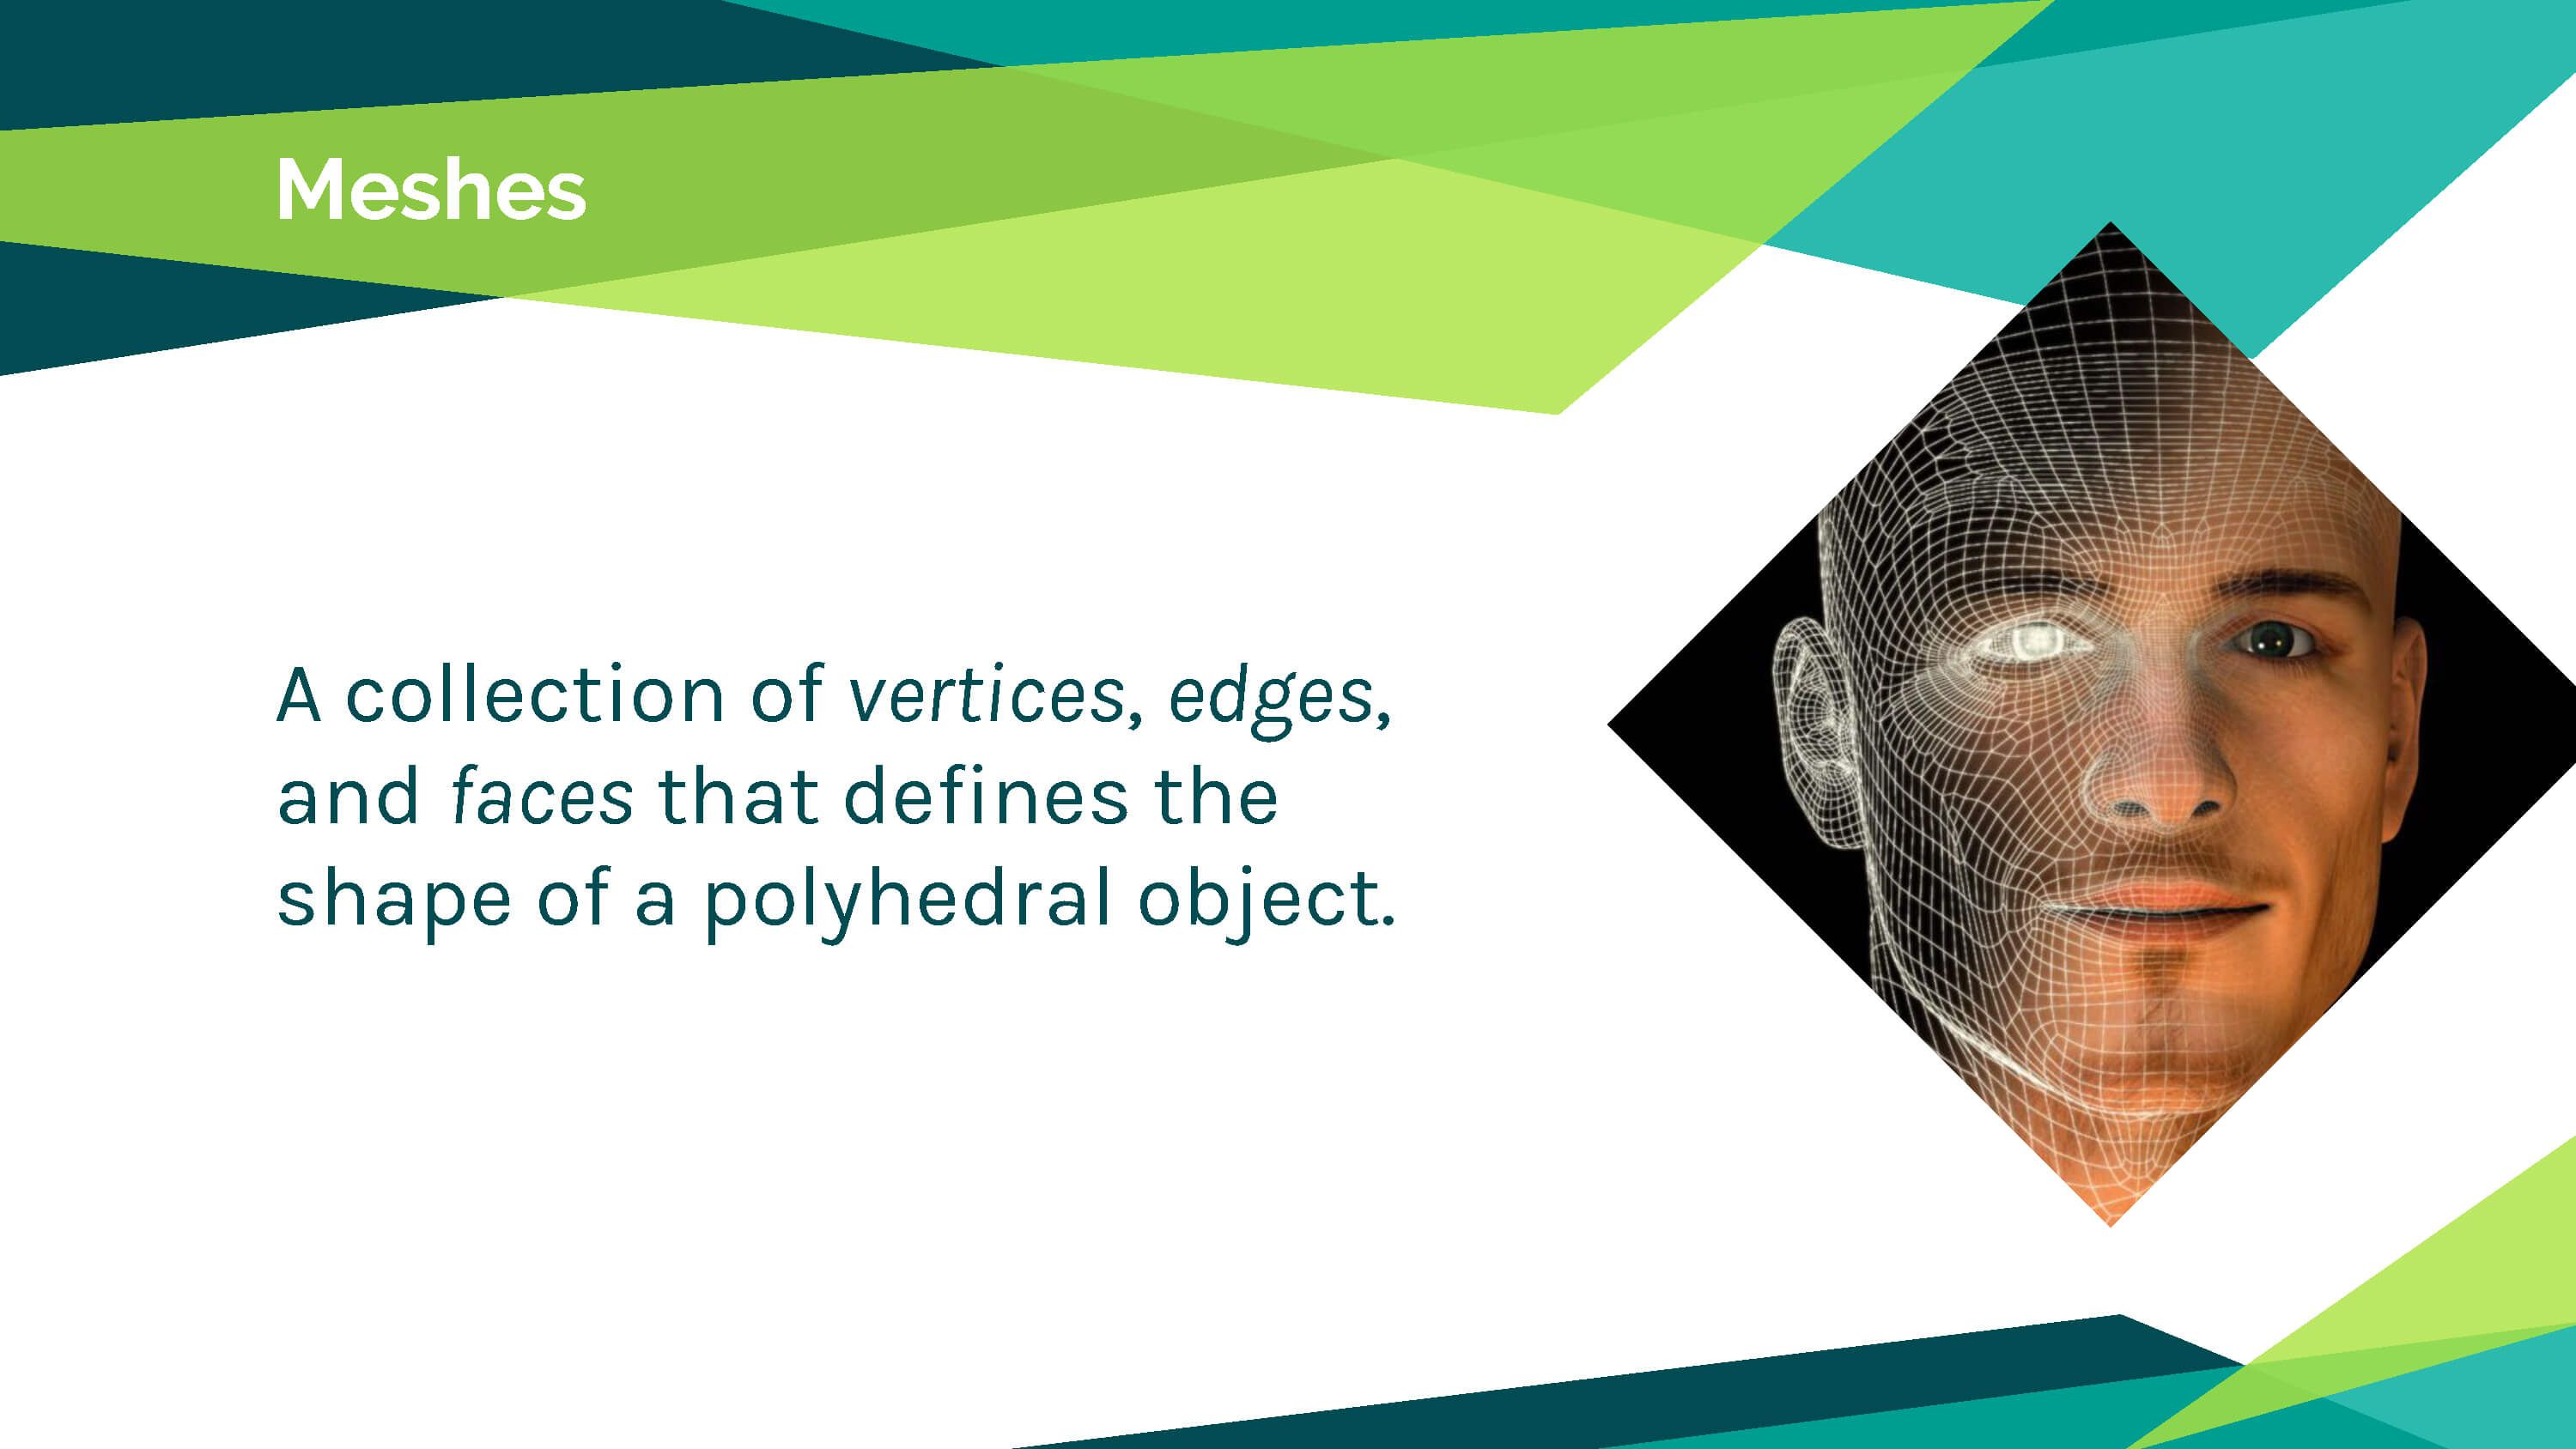 Meshes
A collection of vertices, edges,
and faces that defines the
shape of a polyhedral object.